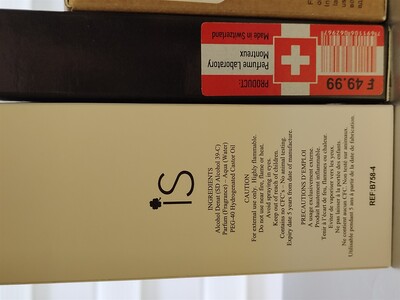 PRODUCT:
Perfume Laboratory
Montreux
Made in Switzerland
49.99
iS
INGREDIENTS
Alcohol Denat (SD Alcohol 39-C)
Parfum (Fragrance) - Aqua (Water)
PEG-40 Hydrogenated Castor Oil
CAUTION
For external use only. Highly flammable.
Do not use near fire, flame or heat.
Avoid spraying in eyes.
Keep out of reach of children.
Contains no CFC's - No animal testing.
Expiry date 5 years from date of manufacture.
PRECAUTIONS D'EMPLOI
A usage exclusivement externe.
Produit hautement inflammable.
Tenir à l'écart de feu, flammes ou chaleur.
Eviter de vaporiser vers les yeux.
Ne pas laisser à la portée des enfants.
Ne contient aucun CFC. Non testé sur animaux.
Utilisable pendant 5 ans à partir de la date de fabrication.
REF: B758-4